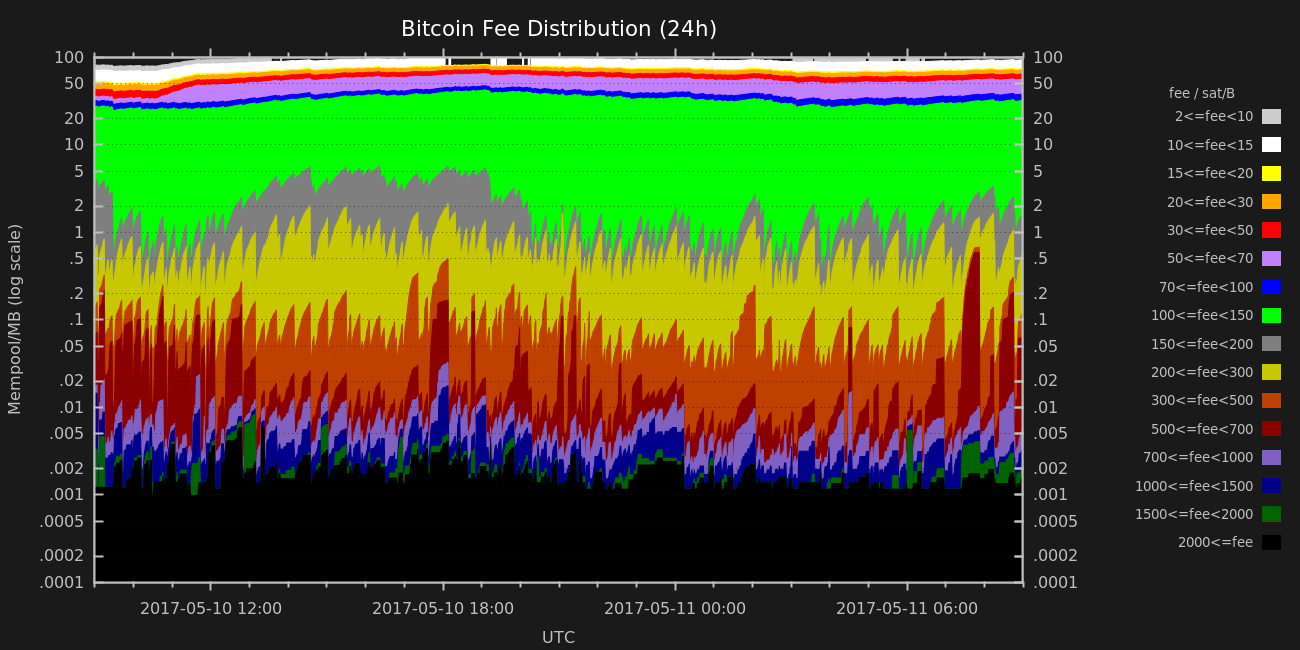 Bitcoin Fee Distribution (24h)
100
50
20
10
5
2
1
.5
.2
.1
.05
.02
.01
.005
.002
.001
.0005
.0002
.0001
Mempool/MB (log scale)
100
50
20
10
5
2
1
.5
.2
.1
.05
.02
.01
.005
.002
.001
.0005
.0002
.0001
2017-05-10 12:00 2017-05-10 18:00 2017-05-11 00:00 2017-05-11 06:00
UTC
fee / sat/B
2<=fee<10
10<=fee<15
15<=fee<20
20<=fee<30
30<=fee<50
50<=fee<70
70<=fee<100
100<=fee<150
150<=fee<200
200<=fee<300
300<=fee<500
500<=fee<700
700<=fee<1000
1000<=fee<1500
1500<=fee<2000
2000<=fee